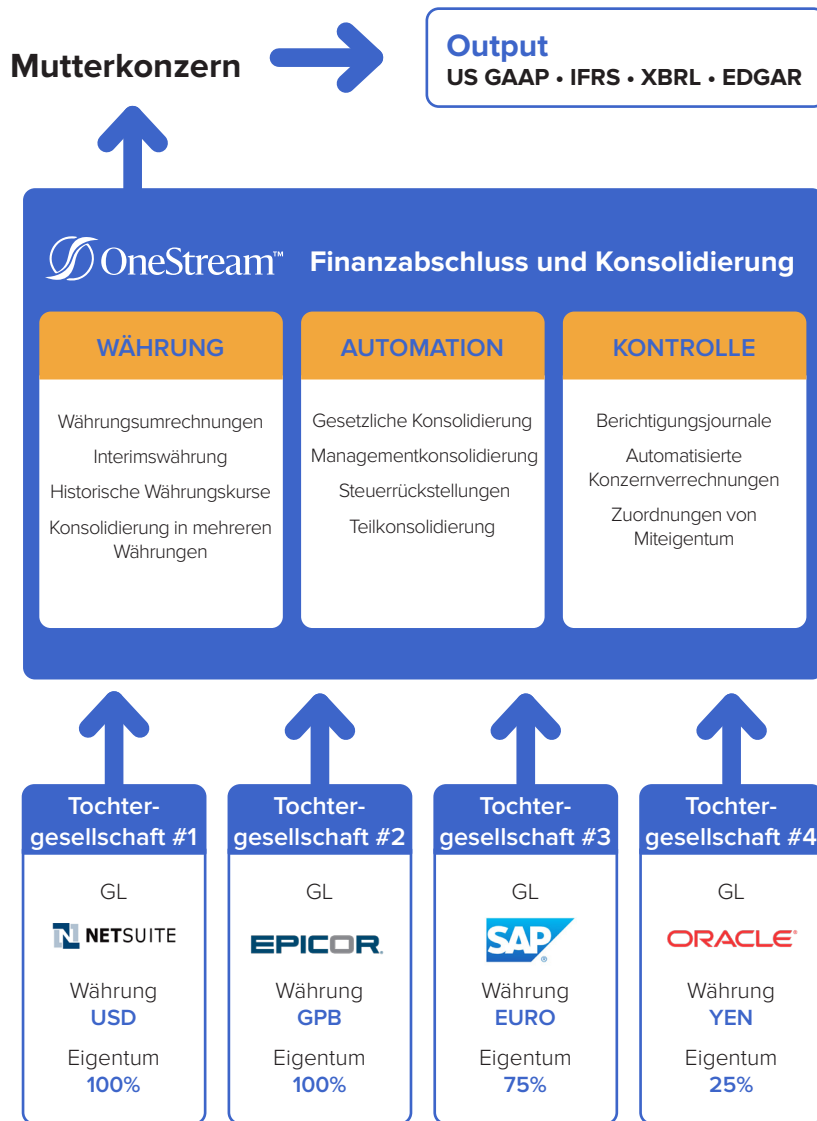 Mutterkonzern
Output
US GAAP • IFRS • XBRL • EDGAR
OneStream™
Finanzabschluss und Konsolidierung
WÄHRUNG
Währungsumrechnungen
Interimswährung
Historische Währungskurse
Konsolidierung in mehreren
Währungen
AUTOMATION
Gesetzliche Konsolidierung
Managementkonsolidierung
Steuerrückstellungen
Teilkonsolidierung
KONTROLLE
Berichtigungsjournale
Automatisierte
Konzernverrechnungen
Zuordnungen von
Miteigentum
Tochter-
gesellschaft #1
GL
NETSUITE
Währung
USD
Eigentum
100%
Tochter-
gesellschaft #2
GL
EPICOR
Währung
GPB
Eigentum
100%
Tochter-
gesellschaft #3
GL
SAP®
Währung
EURO
Eigentum
75%
Tochter-
gesellschaft #4
GL
ORACLE®
Währung
YEN
Eigentum
25%